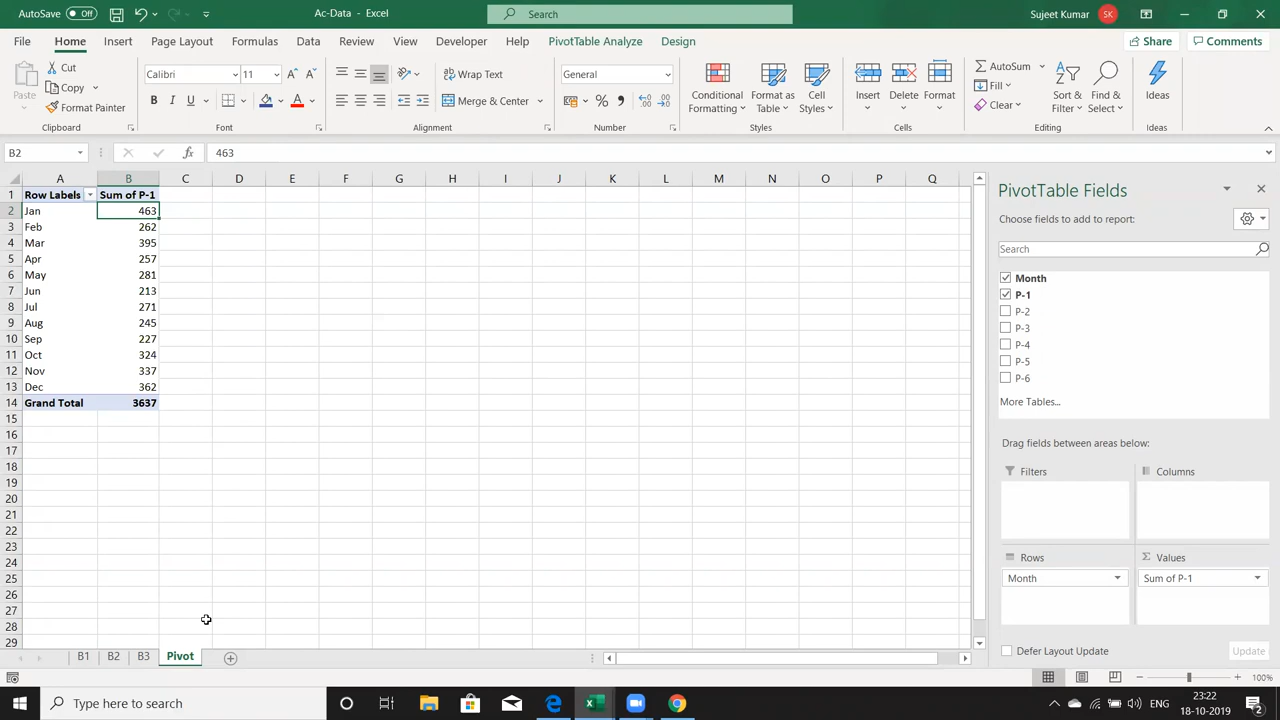 AutoSave Off
Ac-Data - Excel
Search
Sujeet Kumar
SK
File Home Insert Page Layout Formulas Data Review View Developer Help PivotTable Analyze Design
Share Comments
Paste
Cut
Copy
Format Painter
Clipboard
Calibri 11
B I U
A A
Font
Wrap Text
Merge & Center
Alignment
General
Number
Conditional Formatting
Format as Table
Cell Styles
Styles
Insert Delete Format
Cells
AutoSum
Fill
Clear
Sort & Filter
Find & Select
Editing
Ideas
Ideas
B2 fx 463
A B C D E F G H I J K L M N O P Q
1 Row Labels Sum of P-1
2 Jan 463
3 Feb 262
4 Mar 395
5 Apr 257
6 May 281
7 Jun 213
8 Jul 271
9 Aug 245
10 Sep 227
11 Oct 324
12 Nov 337
13 Dec 362
14 Grand Total 3637
15
16
17
18
19
20
21
22
23
24
25
26
27
28
29
PivotTable Fields
Choose fields to add to report:
Search
Month
P-1
P-2
P-3
P-4
P-5
P-6
More Tables...
Drag fields between areas below:
Filters Columns
Rows Values
Month Sum of P-1
Defer Layout Update Update
B1 B2 B3 Pivot
100%
Type here to search
ENG
23:22
18-10-2019
2